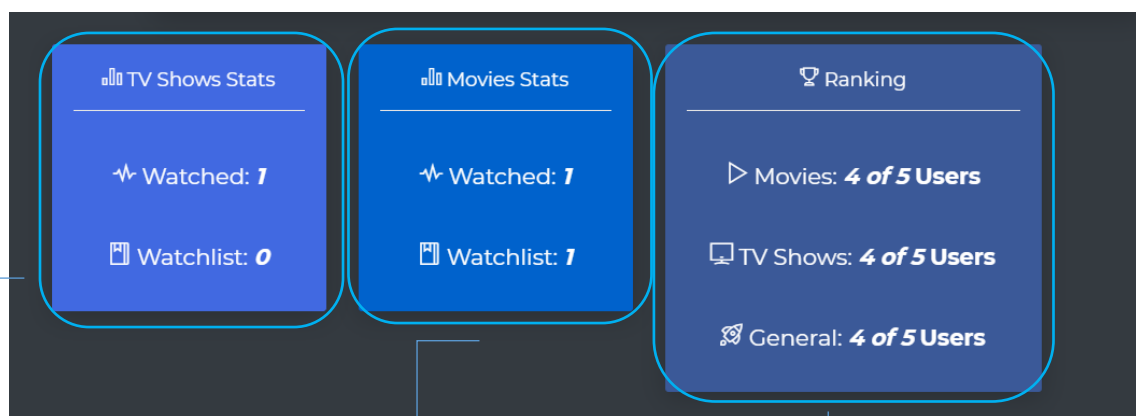 TV Shows Stats
Watched: 1
Watchlist: 0
Movies Stats
Watched: 1
Watchlist: 1
Ranking
Movies: 4 of 5 Users
TV Shows: 4 of 5 Users
General: 4 of 5 Users